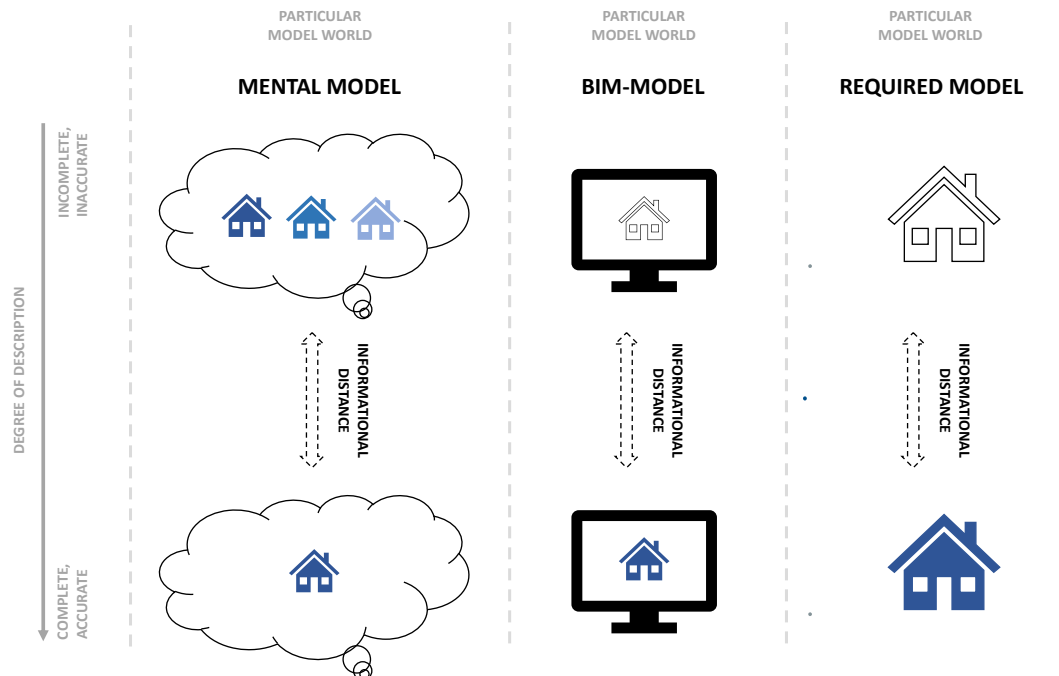 PARTICULAR
MODEL WORLD
PARTICULAR
MODEL WORLD
PARTICULAR
MODEL WORLD
MENTAL MODEL
BIM-MODEL
REQUIRED MODEL
INCOMPLETE,
INACCURATE
DEGREE OF DESCRIPTION
INFORMATIONAL
DISTANCE
INFORMATIONAL
DISTANCE
INFORMATIONAL
DISTANCE
COMPLETE,
ACCURATE